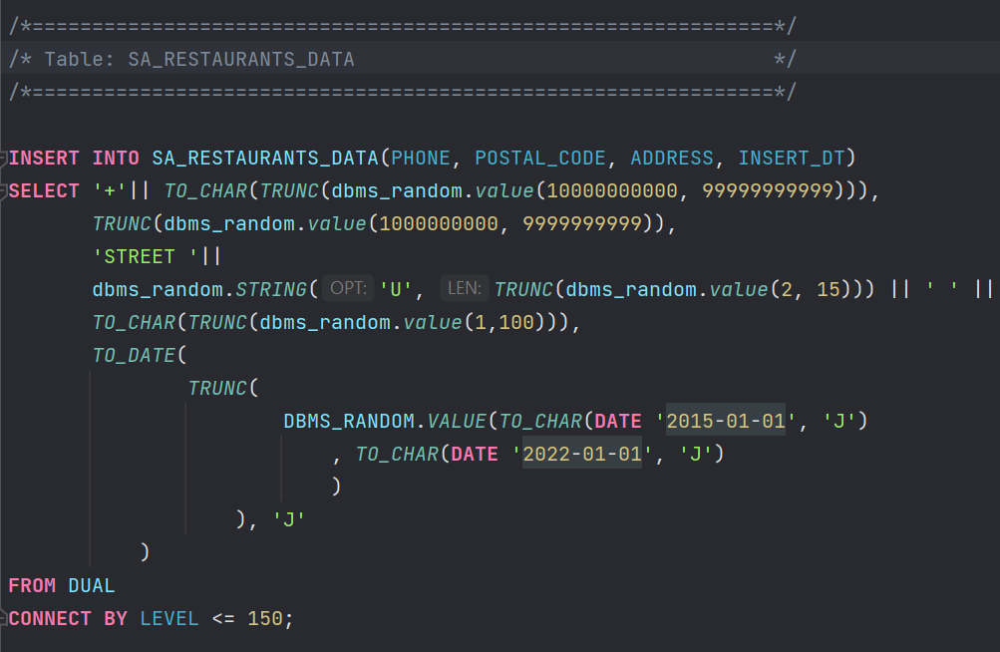 /*==============================================================*/
/* Table: SA_RESTAURANTS_DATA                                   */
/*==============================================================*/
INSERT INTO SA_RESTAURANTS_DATA(PHONE, POSTAL_CODE, ADDRESS, INSERT_DT)
SELECT '+'|| TO_CHAR(TRUNC(dbms_random.value(10000000000, 99999999999))),
       TRUNC(dbms_random.value(1000000000, 9999999999)),
       'STREET '||
       dbms_random.STRING( OPT: 'U', LEN: TRUNC(dbms_random.value(2, 15))) || ' ' ||
       TO_CHAR(TRUNC(dbms_random.value(1,100))),
       TO_DATE(
               TRUNC(
                       DBMS_RANDOM.VALUE(TO_CHAR(DATE '2015-01-01', 'J')
                           , TO_CHAR(DATE '2022-01-01', 'J')
                           )
                   ), 'J'
           )
FROM DUAL
CONNECT BY LEVEL <= 150;